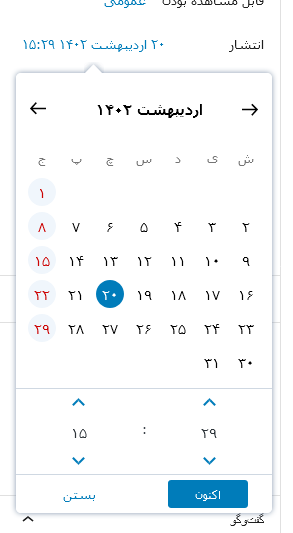 قابل مشاهده بودن عمومی
انتشار ۲۰ اردیبهشت ۱۴۰۲ ۱۵:۲۹
اردیبهشت ۱۴۰۲
ش ی د س چ پ ج
۱
۲ ۳ ۴ ۵ ۶ ۷ ۸
۹ ۱۰ ۱۱ ۱۲ ۱۳ ۱۴ ۱۵
۱۶ ۱۷ ۱۸ ۱۹ ۲۰ ۲۱ ۲۲
۲۳ ۲۴ ۲۵ ۲۶ ۲۷ ۲۸ ۲۹
۳۰ ۳۱
۲۹ : ۱۵
اکنون بستن
گفت‌وگو